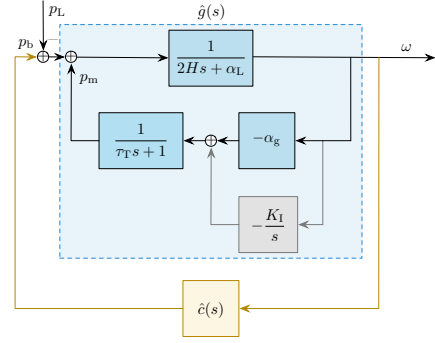 p_L
ĝ(s)
p_b
ω
1 / (2Hs + α_L)
p_m
1 / (τ_T s + 1)
−α_g
−K_I / s
ĉ(s)